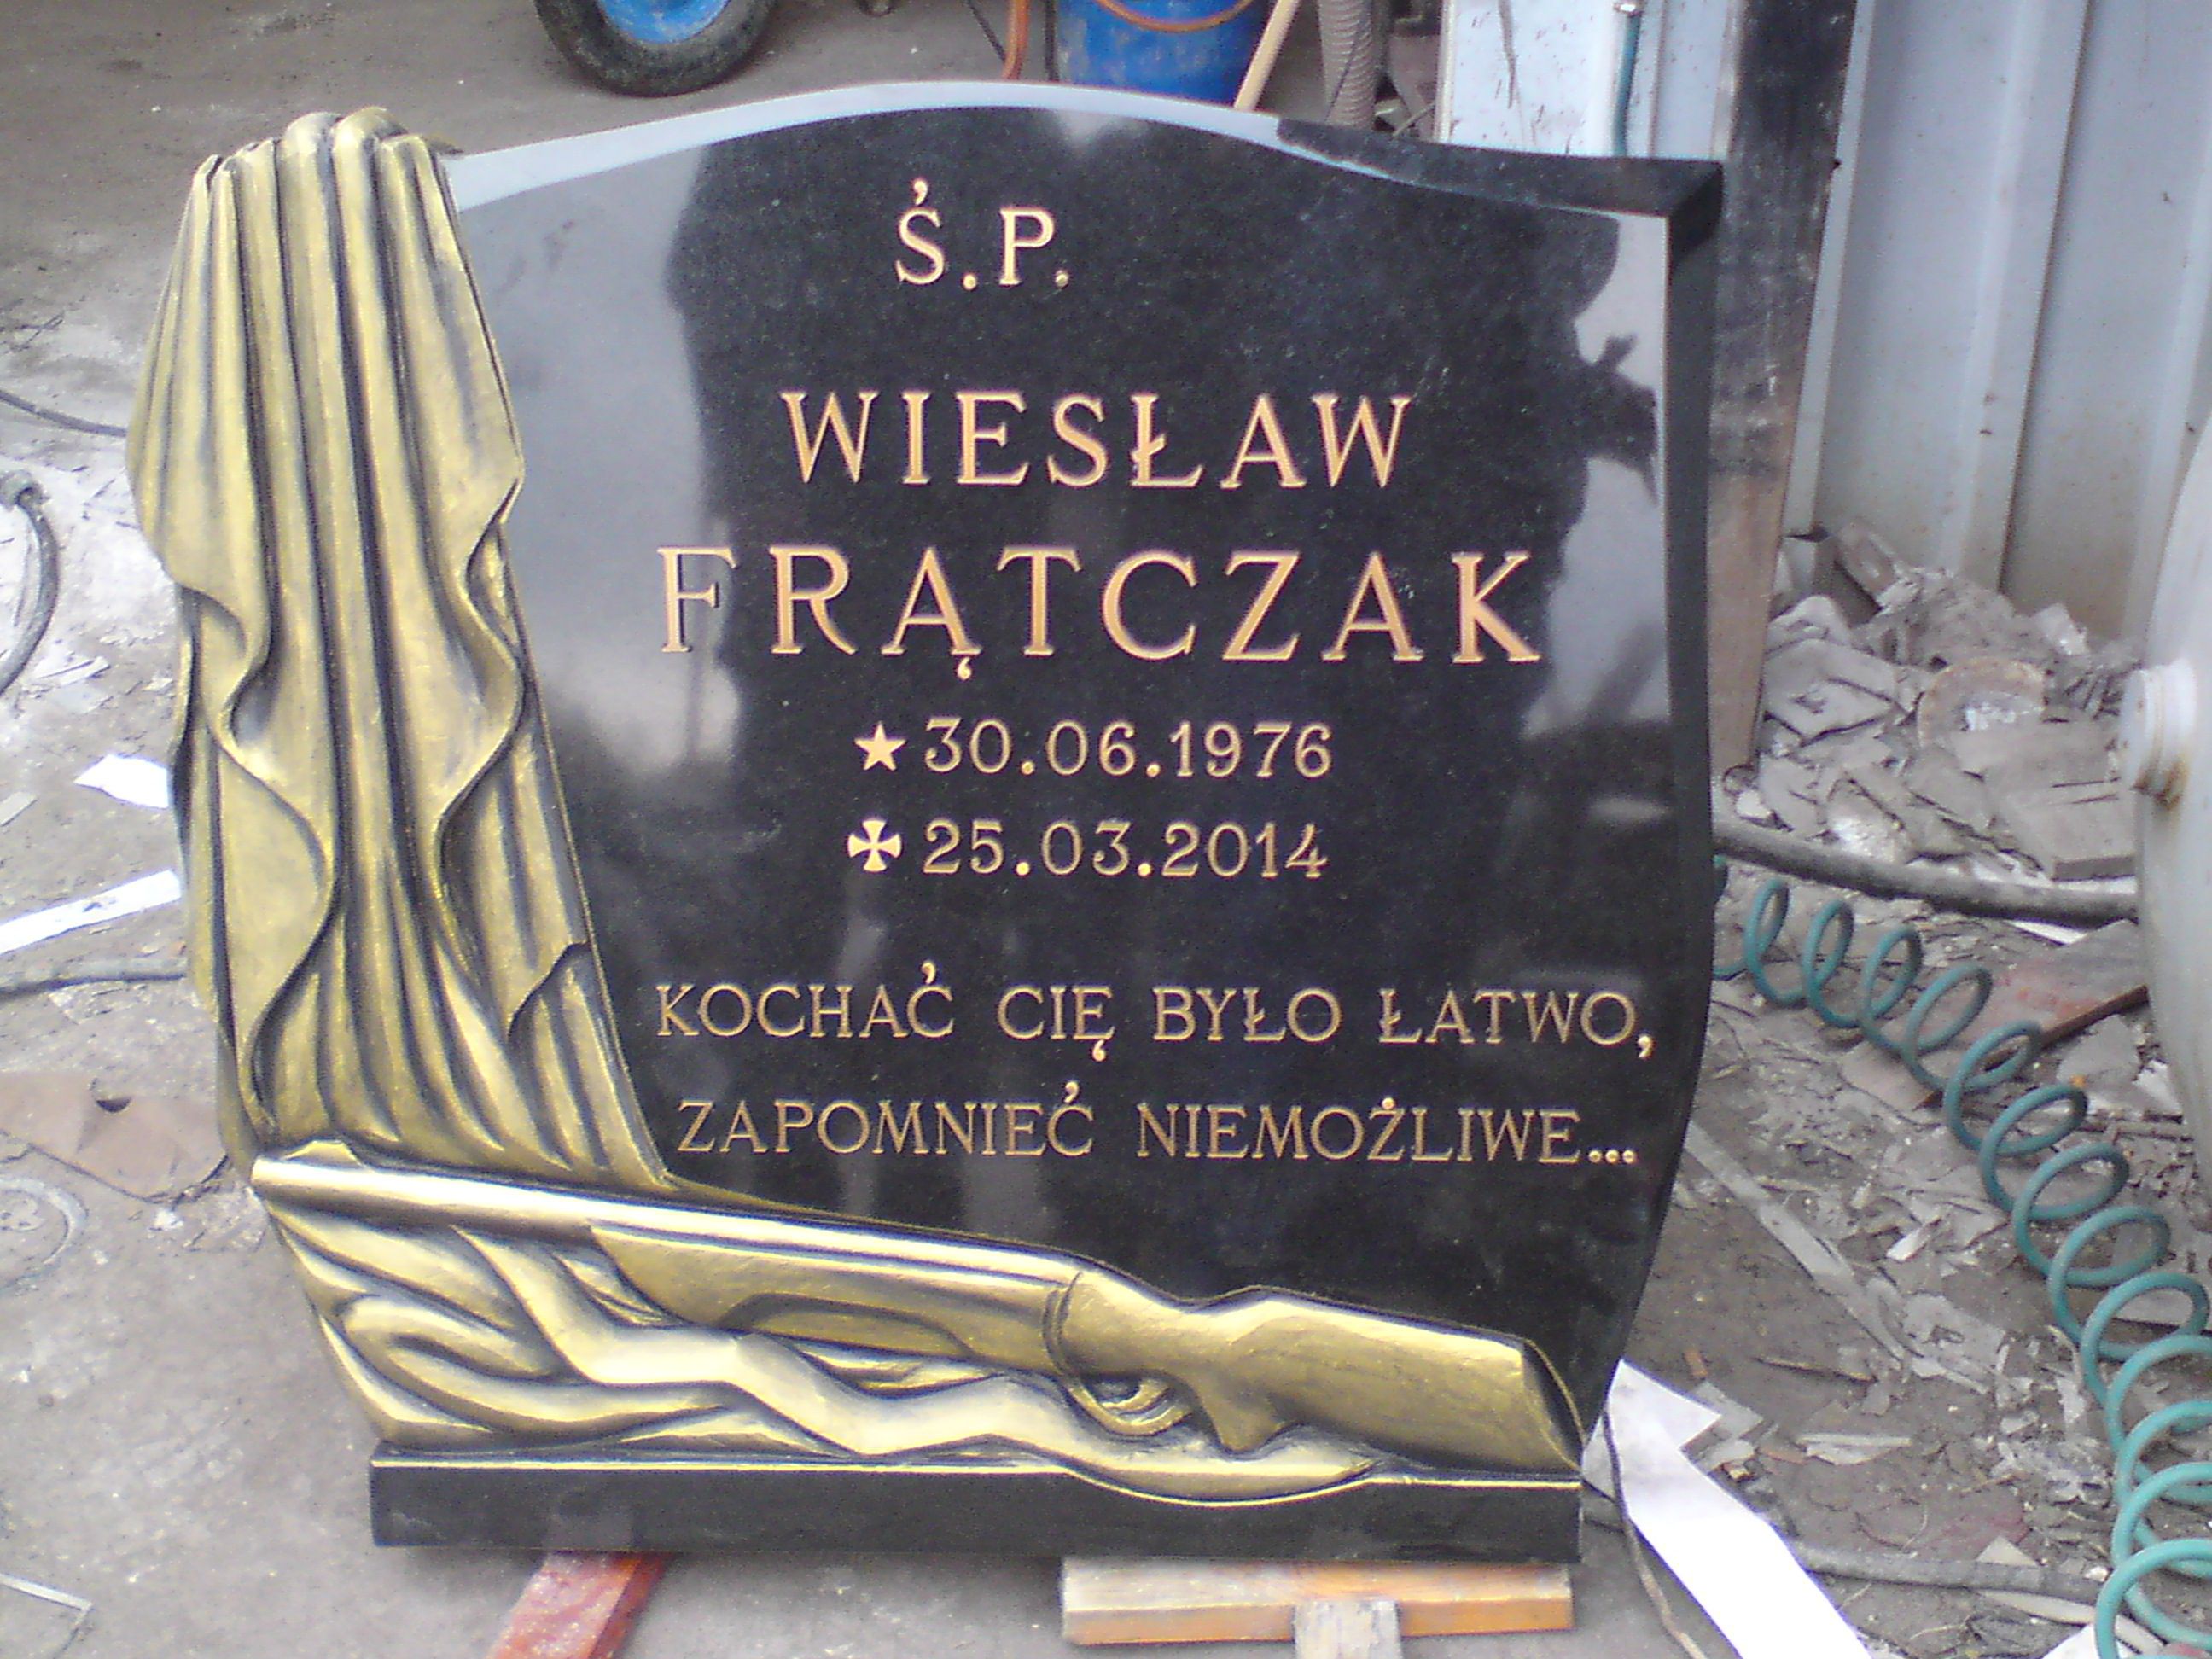 Ś.P.
WIESŁAW
FRĄTCZAK
★30.06.1976
✠25.03.2014
KOCHAĆ CIĘ BYŁO ŁATWO,
ZAPOMNIEĆ NIEMOŻLIWE...